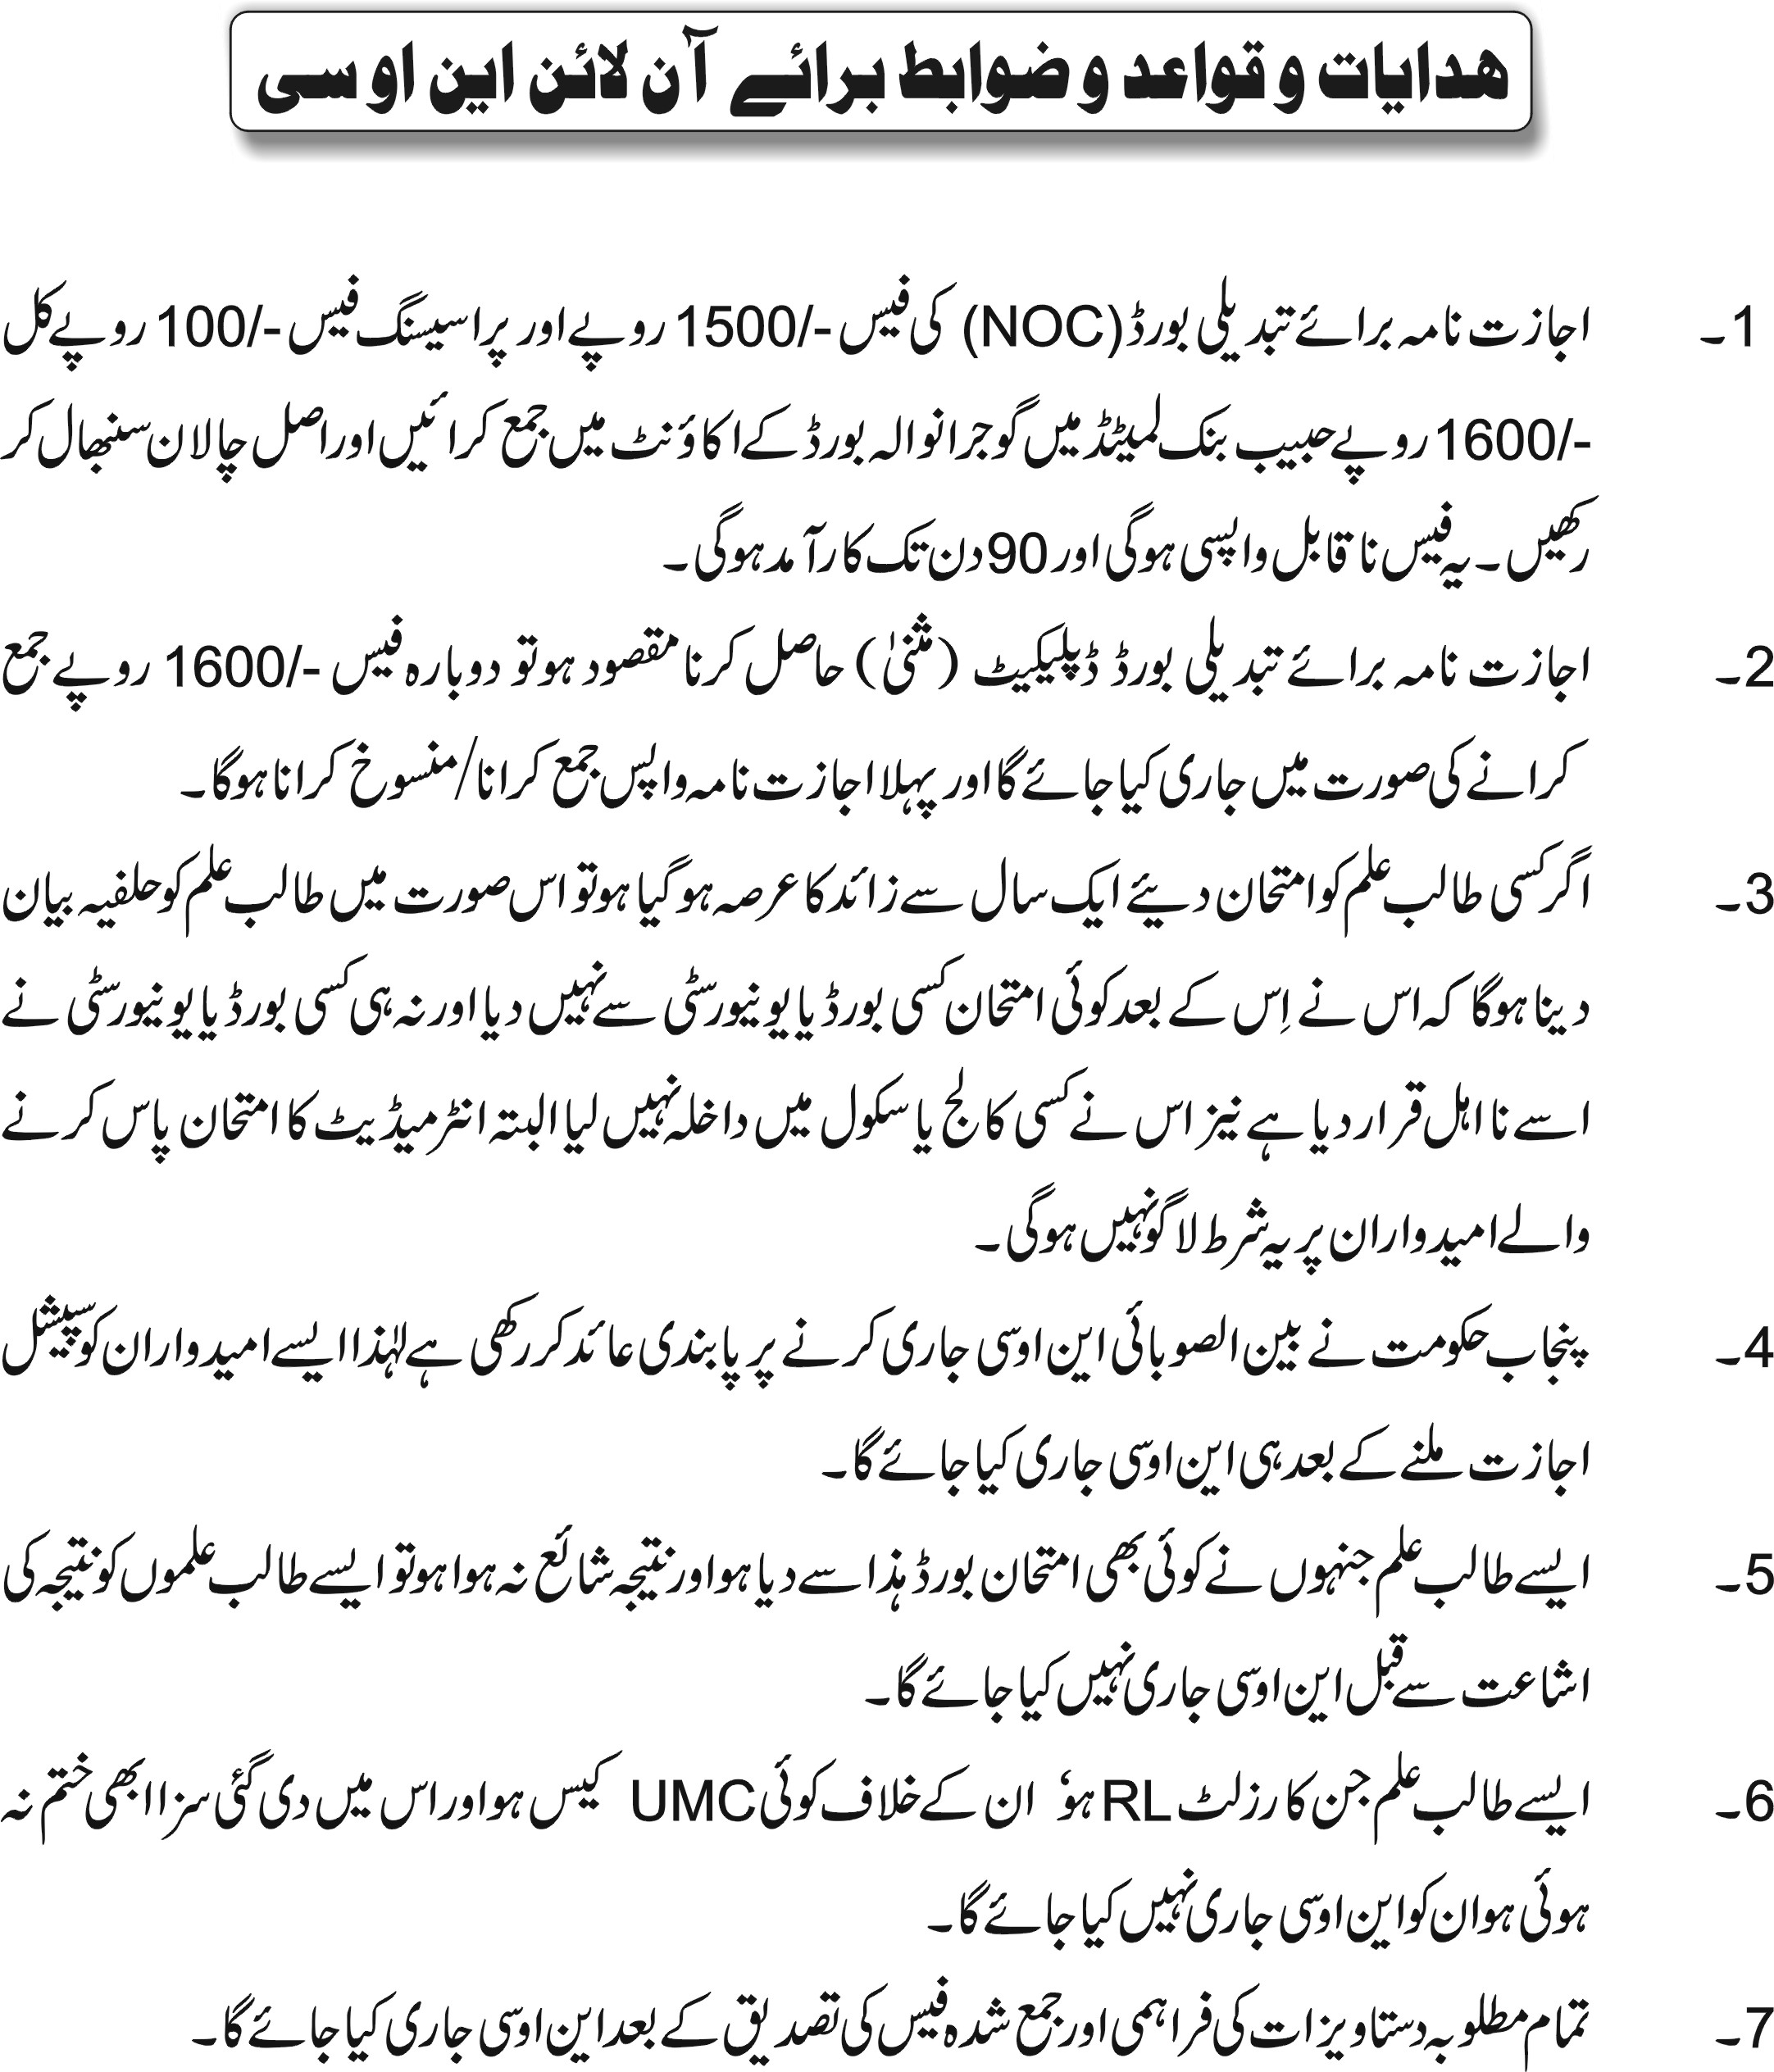 ہدایات و قواعد و ضوابط برائے آن لائن این او سی
1۔ اجازت نامہ برائے تبدیلی بورڈ (NOC) کی فیس -/1500 روپے اور پراسیسنگ فیس -/100 روپے کل
-/1600 روپے حبیب بنک لمیٹڈ میں گوجرانوالہ بورڈ کے اکاؤنٹ میں جمع کرائیں اور اصل چالان سنبھال کر
رکھیں۔ یہ فیس نا قابل واپسی ہوگی اور 90 دن تک کارآمد ہوگی۔
2۔ اجازت نامہ برائے تبدیلی بورڈ ڈپلیکیٹ (مثنیٰ) حاصل کرنا مقصود ہو تو دوبارہ فیس -/1600 روپے جمع
کرانے کی صورت میں جاری کیا جائے گا اور پہلا اجازت نامہ واپس جمع کرانا/منسوخ کرانا ہوگا۔
3۔ اگر کسی طالب علم کو امتحان دیئے ایک سال سے زائد کا عرصہ ہو گیا ہو تو اس صورت میں طالب علم کو حلفیہ بیان
دینا ہوگا کہ اس نے اِس کے بعد کوئی امتحان کسی بورڈ یا یونیورسٹی سے نہیں دیا اور نہ ہی کسی بورڈ یا یونیورسٹی نے
اسے نا اہل قرار دیا ہے نیز اس نے کسی کالج یا سکول میں داخلہ نہیں لیا البتہ انٹرمیڈیٹ کا امتحان پاس کرنے
والے امیدواران پر یہ شرط لاگو نہیں ہوگی۔
4۔ پنجاب حکومت نے بین الصوبائی این اوسی جاری کرنے پر پابندی عائد کر رکھی ہے لہٰذا ایسے امیدواران کو سپیشل
اجازت ملنے کے بعد ہی این اوسی جاری کیا جائے گا۔
5۔ ایسے طالب علم جنہوں نے کوئی بھی امتحان بورڈ ہذا سے دیا ہو اور نتیجہ شائع نہ ہوا ہو تو ایسے طالب علموں کو نتیجہ کی
اشاعت سے قبل این اوسی جاری نہیں کیا جائے گا۔
6۔ ایسے طالب علم جن کا رزلٹ RL ہو‘ ان کے خلاف کوئی UMC کیس ہو اور اس میں دی گئی سزا ابھی ختم نہ
ہوئی ہو ان کو این اوسی جاری نہیں کیا جائے گا۔
7۔ تمام مطلوبہ دستاویزات کی فراہمی اور جمع شدہ فیس کی تصدیق کے بعد این اوسی جاری کیا جائے گا۔